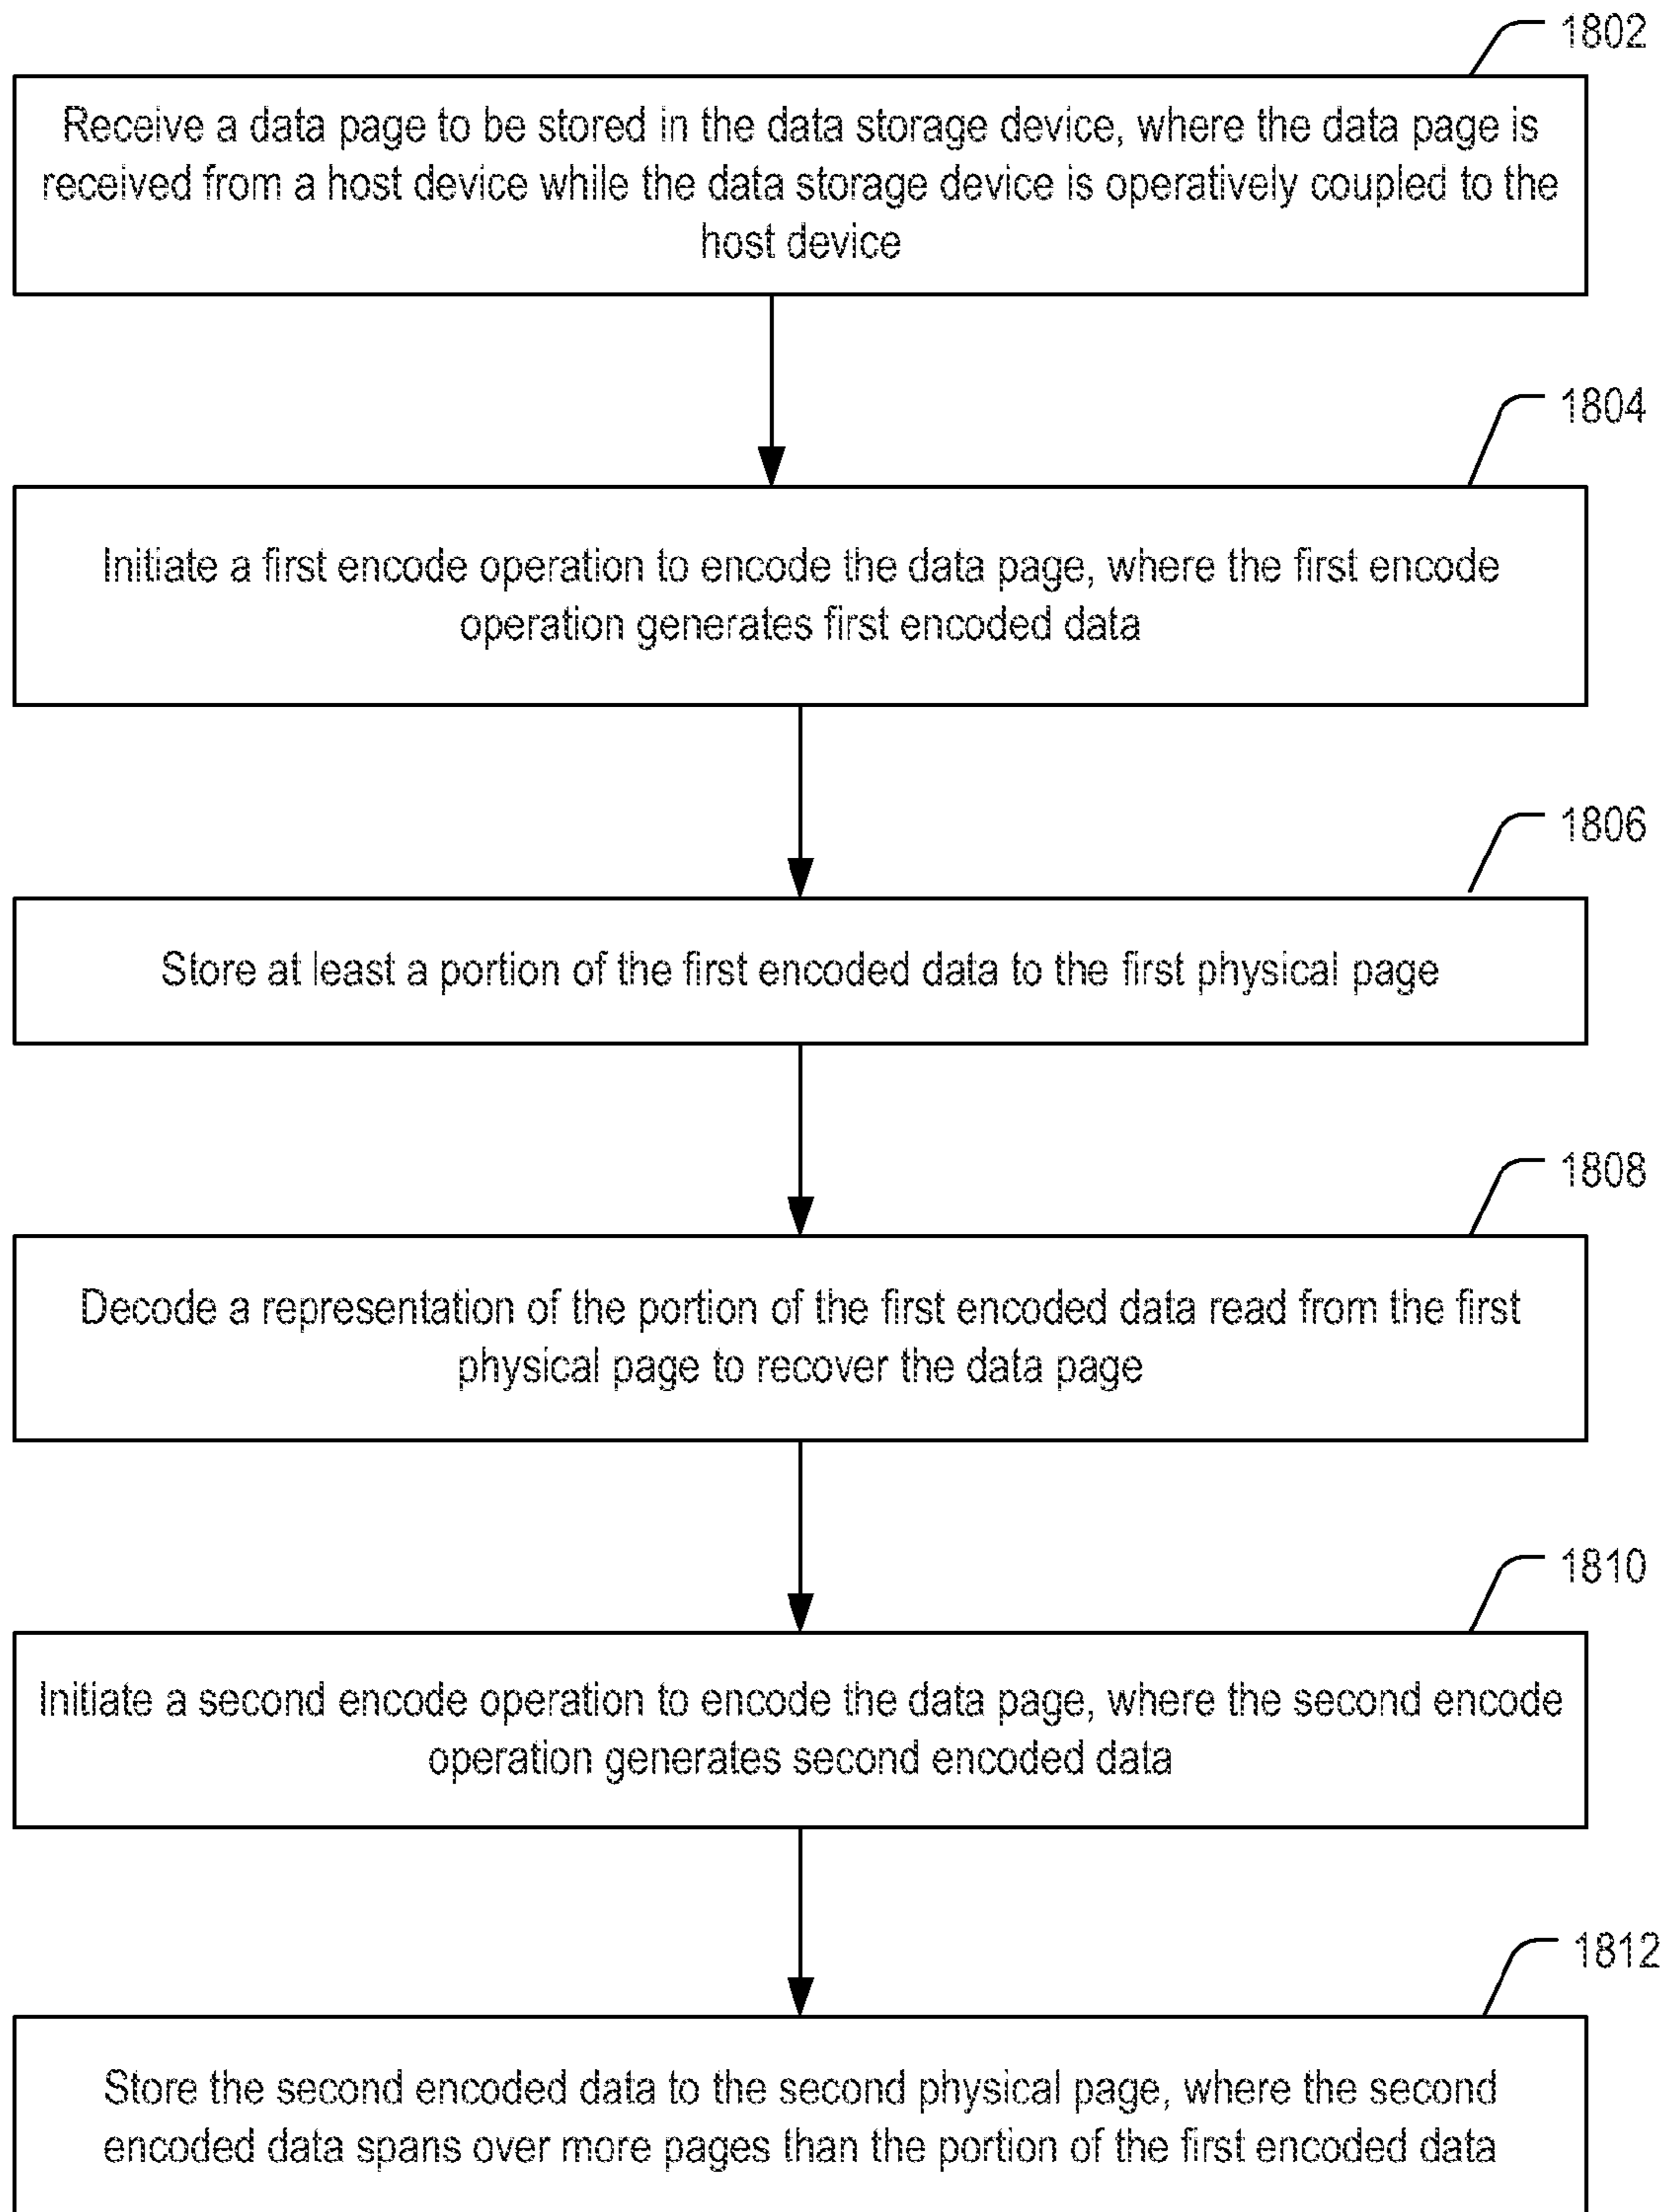 1802
Receive a data page to be stored in the data storage device, where the data page is
received from a host device while the data storage device is operatively coupled to the
host device
1804
Initiate a first encode operation to encode the data page, where the first encode
operation generates first encoded data
1806
Store at least a portion of the first encoded data to the first physical page
1808
Decode a representation of the portion of the first encoded data read from the first
physical page to recover the data page
1810
Initiate a second encode operation to encode the data page, where the second encode
operation generates second encoded data
1812
Store the second encoded data to the second physical page, where the second
encoded data spans over more pages than the portion of the first encoded data